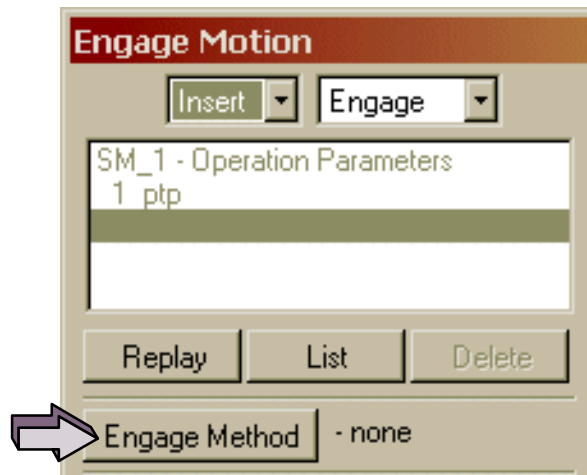 Engage Motion
Insert Engage
SM_1 - Operation Parameters
1 ptp
Replay List Delete
Engage Method - none